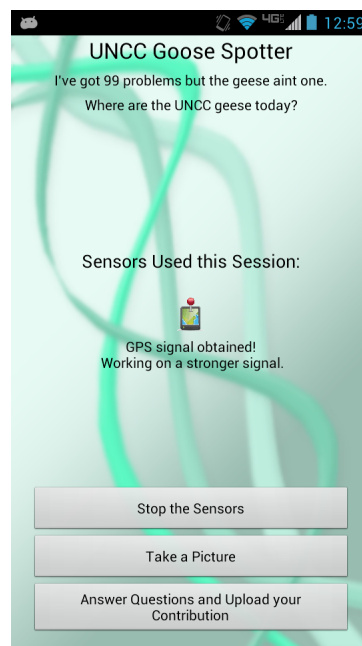 4G
12:59
UNCC Goose Spotter
I've got 99 problems but the geese aint one.
Where are the UNCC geese today?
Sensors Used this Session:
GPS signal obtained!
Working on a stronger signal.
Stop the Sensors
Take a Picture
Answer Questions and Upload your
Contribution